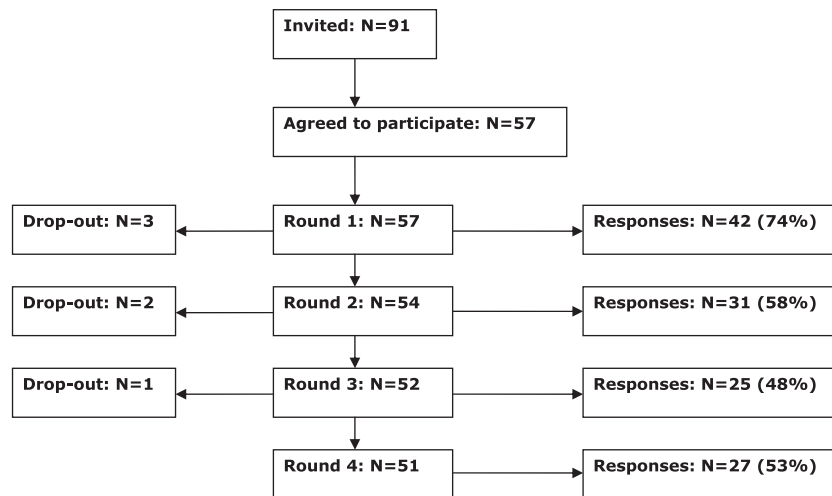 Invited: N=91
Agreed to participate: N=57
Drop-out: N=3
Round 1: N=57
Responses: N=42 (74%)
Drop-out: N=2
Round 2: N=54
Responses: N=31 (58%)
Drop-out: N=1
Round 3: N=52
Responses: N=25 (48%)
Round 4: N=51
Responses: N=27 (53%)